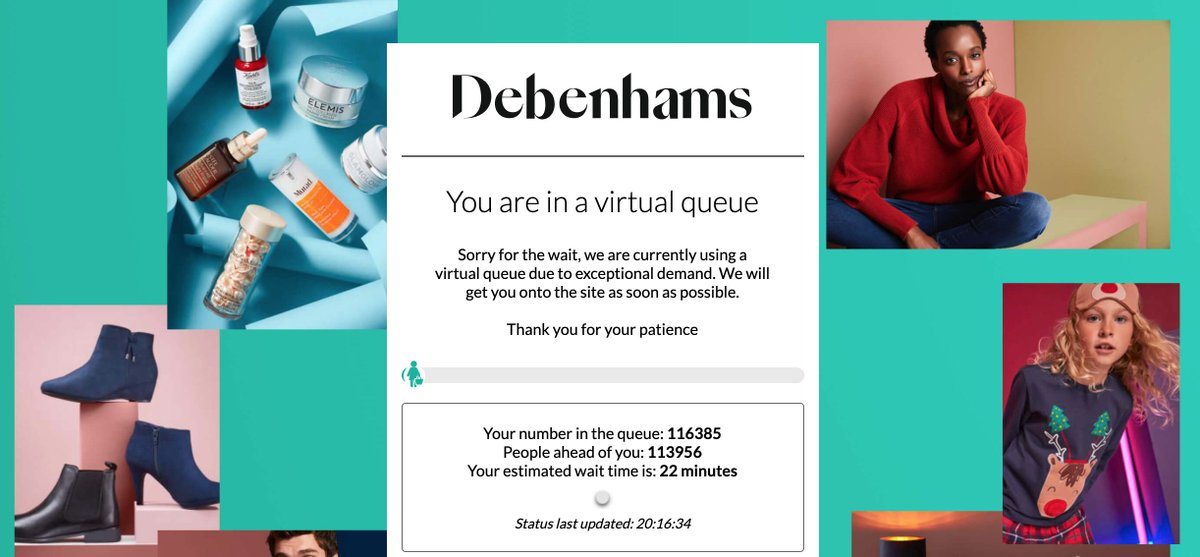 Kiehl's
ELEMIS
Murad
Debenhams
You are in a virtual queue
Sorry for the wait, we are currently using a
virtual queue due to exceptional demand. We will
get you onto the site as soon as possible.
Thank you for your patience
Your number in the queue: 116385
People ahead of you: 113956
Your estimated wait time is: 22 minutes
Status last updated: 20:16:34